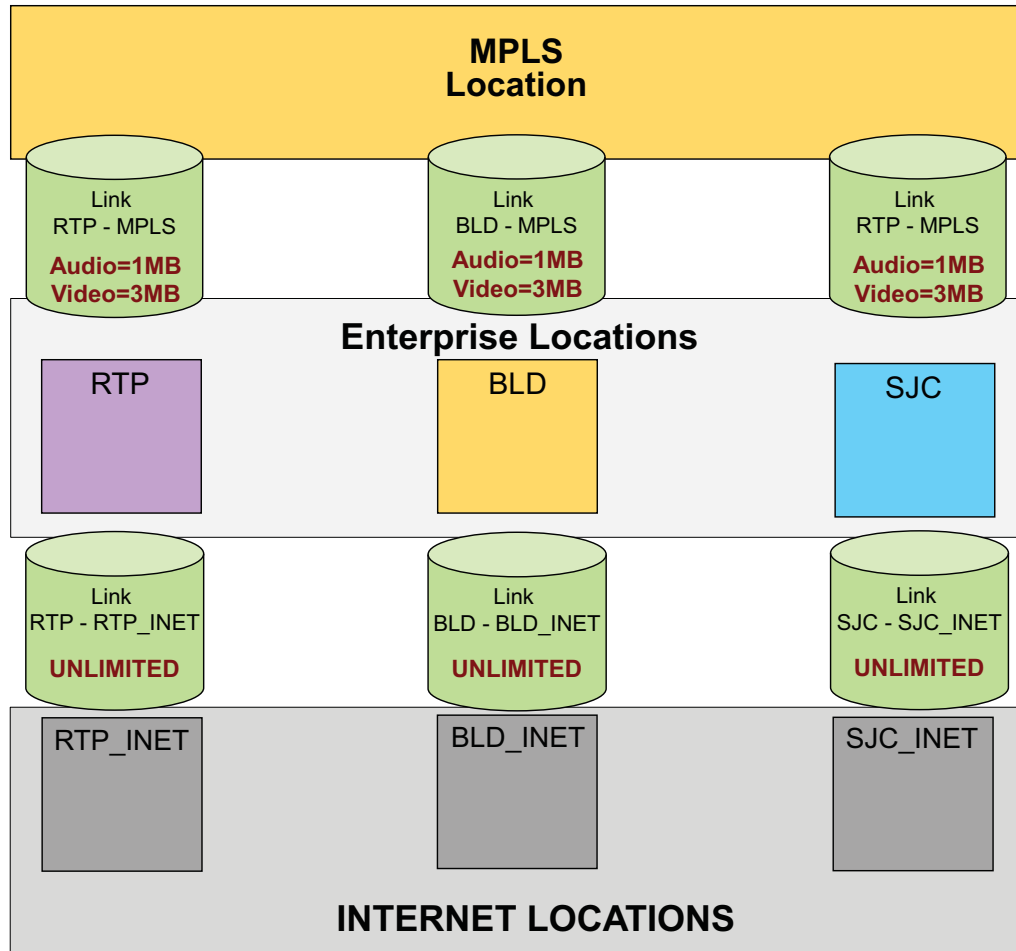 MPLS
Location
Link
RTP - MPLS
Audio=1MB
Video=3MB
Link
BLD - MPLS
Audio=1MB
Video=3MB
Link
RTP - MPLS
Audio=1MB
Video=3MB
Enterprise Locations
RTP
BLD
SJC
Link
RTP - RTP_INET
UNLIMITED
Link
BLD - BLD_INET
UNLIMITED
Link
SJC - SJC_INET
UNLIMITED
RTP_INET
BLD_INET
SJC_INET
INTERNET LOCATIONS